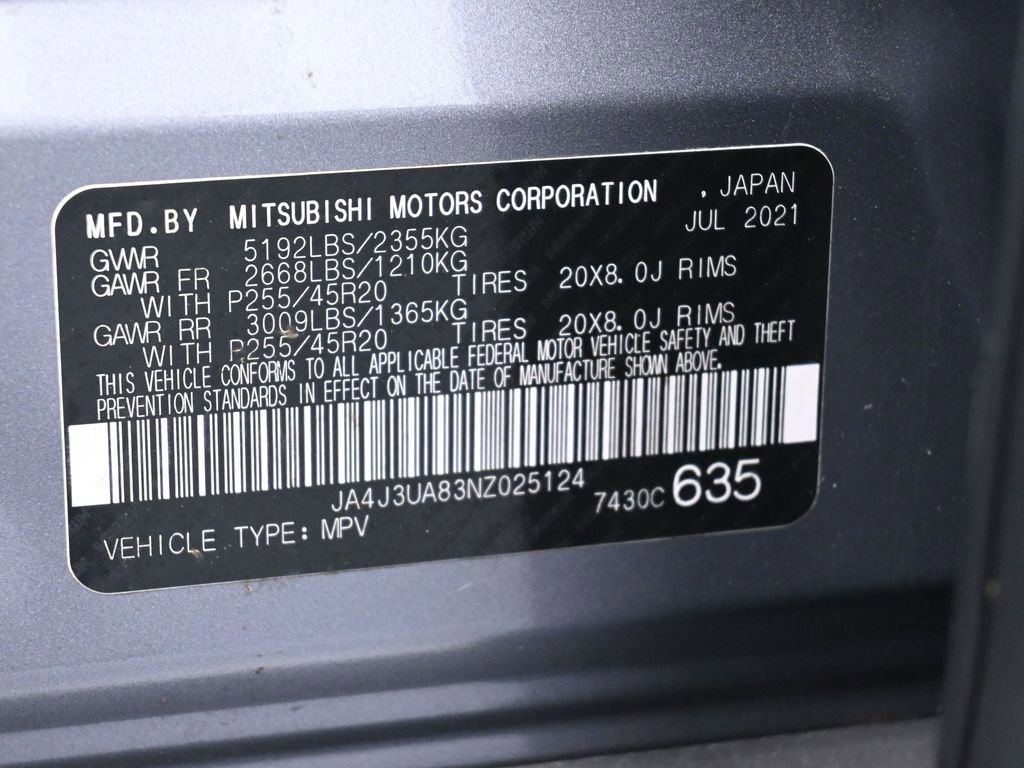 MFD.BY MITSUBISHI MOTORS CORPORATION , JAPAN
GVWR 5192LBS/2355KG JUL 2021
GAWR FR 2668LBS/1210KG
WITH P255/45R20 TIRES 20X8.0J RIMS
GAWR RR 3009LBS/1365KG
WITH P255/45R20 TIRES 20X8.0J RIMS
THIS VEHICLE CONFORMS TO ALL APPLICABLE FEDERAL MOTOR VEHICLE SAFETY AND THEFT
PREVENTION STANDARDS IN EFFECT ON THE DATE OF MANUFACTURE SHOWN ABOVE.
JA4J3UA83NZ025124 7430C 635
VEHICLE TYPE: MPV